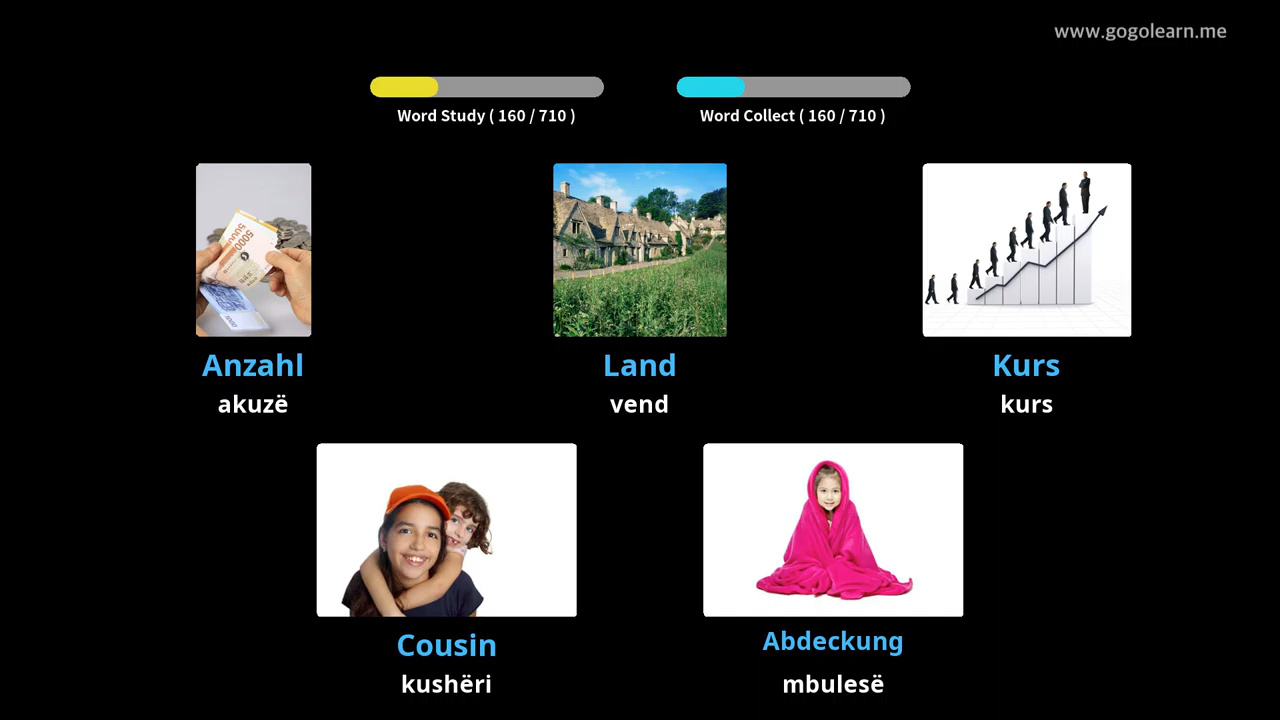 www.gogolearn.me
Word Study ( 160 / 710 )
Word Collect ( 160 / 710 )
Anzahl
akuzë
Land
vend
Kurs
kurs
Cousin
kushëri
Abdeckung
mbulesë